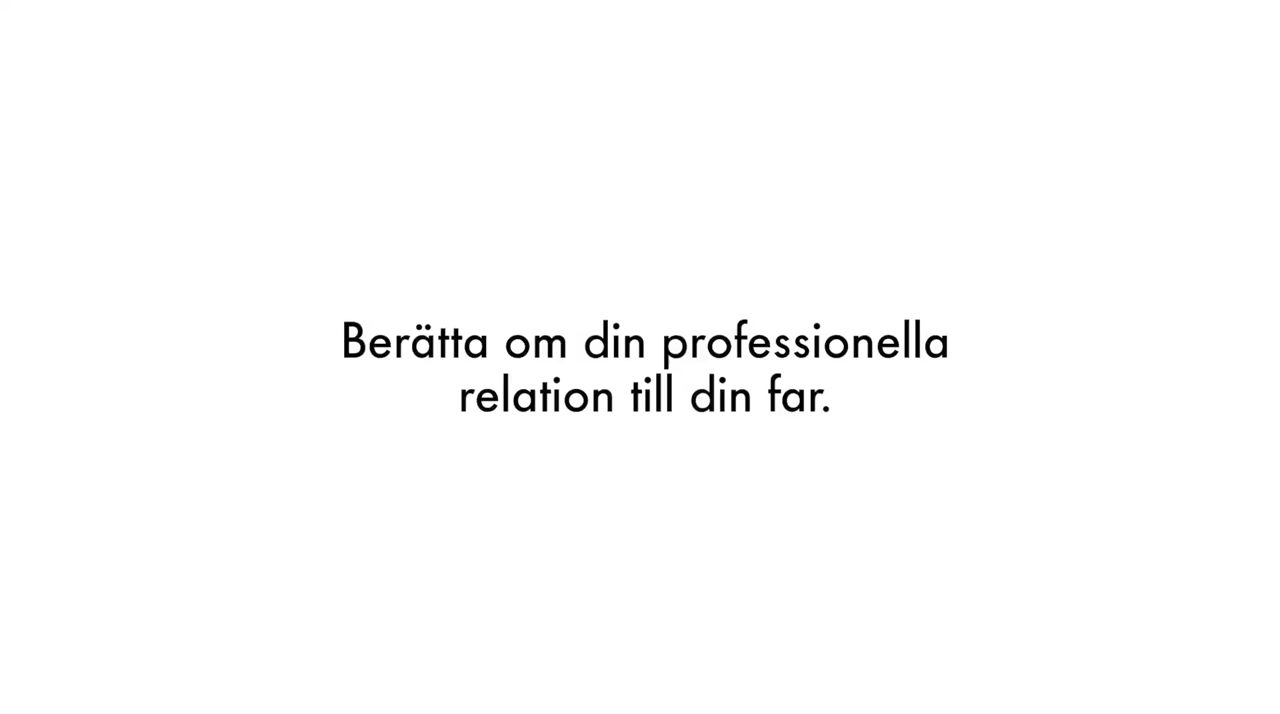 Berätta om din professionella
relation till din far.